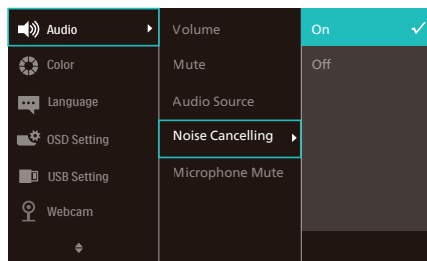 Audio
Color
Language
OSD Setting
USB Setting
Webcam
Volume
Mute
Audio Source
Noise Cancelling
Microphone Mute
On
Off